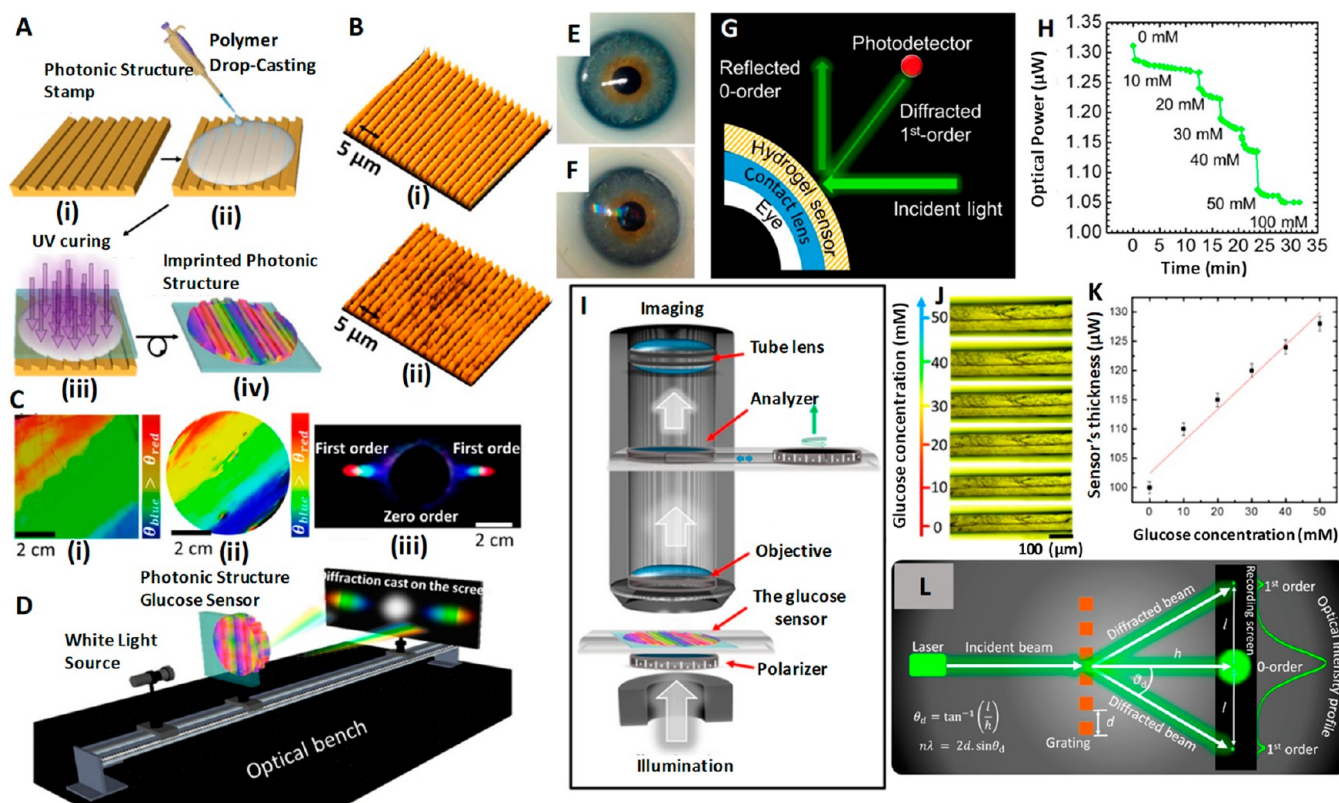 A
Polymer
Drop-Casting
Photonic Structure
Stamp
(i)
(ii)
UV curing
Imprinted Photonic
Structure
(iii)
(iv)
B
5 µm
(i)
5 µm
(ii)
C
θblue > θred
2 cm
(i)
θblue > θred
2 cm
(ii)
First order
First orde
Zero order
2 cm
(iii)
D
Photonic Structure
Glucose Sensor
White Light
Source
Diffraction cast on the scree
Optical bench
E
F
G
Photodetector
Reflected
0-order
Diffracted
1st-order
Hydrogel sensor
Contact lens
Eye
Incident light
H
Optical Power (µW)
1.35
1.30
1.25
1.20
1.15
1.10
1.05
1.00
0 mM
10 mM
20 mM
30 mM
40 mM
50 mM
100 mM
0 5 10 15 20 25 30 35
Time (min)
I
Imaging
Tube lens
Analyzer
Objective
The glucose
sensor
Polarizer
Illumination
J
Glucose concentration (mM)
50
40
30
20
10
0
100 (µm)
K
Sensor's thickness (µW)
130
125
120
115
110
105
100
0 10 20 30 40 50
Glucose concentration (mM)
L
Laser
Incident beam
Diffracted beam
h
θd
Diffracted beam
l
l
d
Grating
θd = tan−1(l/h)
nλ = 2d.sinθd
Recording screen
1st order
0-order
1st order
Optical intensity profile